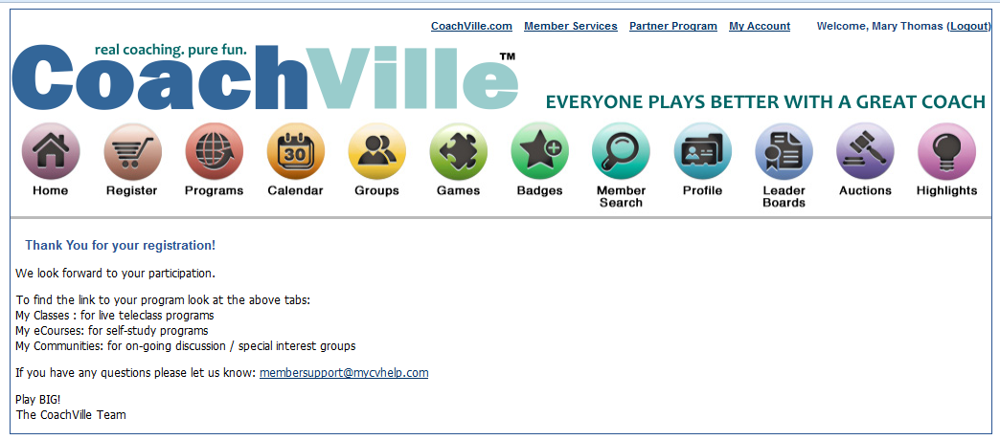 CoachVille.com Member Services Partner Program My Account Welcome, Mary Thomas (Logout)
real coaching. pure fun.
CoachVille™
EVERYONE PLAYS BETTER WITH A GREAT COACH
30
Home Register Programs Calendar Groups Games Badges Member Search Profile Leader Boards Auctions Highlights
Thank You for your registration!
We look forward to your participation.
To find the link to your program look at the above tabs:
My Classes : for live teleclass programs
My eCourses: for self-study programs
My Communities: for on-going discussion / special interest groups
If you have any questions please let us know: membersupport@mycvhelp.com
Play BIG!
The CoachVille Team